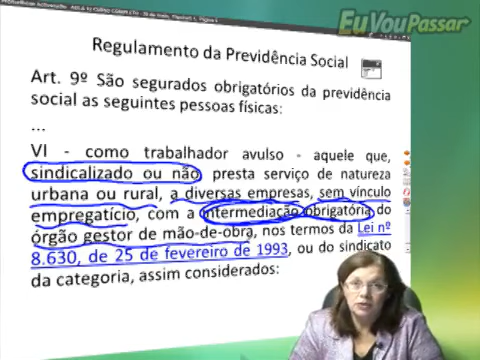 EuVouPassar
Regulamento da Previdência Social
Art. 9º São segurados obrigatórios da previdência
social as seguintes pessoas físicas:
...
VI - como trabalhador avulso - aquele que,
sindicalizado ou não, presta serviço de natureza
urbana ou rural, a diversas empresas, sem vínculo
empregatício, com a intermediação obrigatória do
órgão gestor de mão-de-obra, nos termos da Lei nº
8.630, de 25 de fevereiro de 1993, ou do sindicato
da categoria, assim considerados: